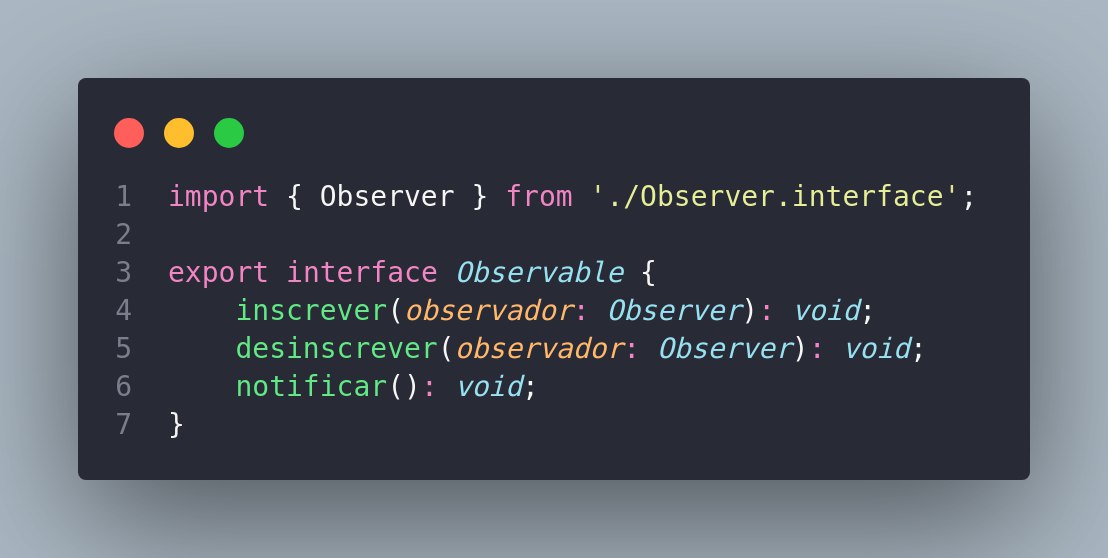 1 import { Observer } from './Observer.interface';
2
3 export interface Observable {
4     inscrever(observador: Observer): void;
5     desinscrever(observador: Observer): void;
6     notificar(): void;
7 }